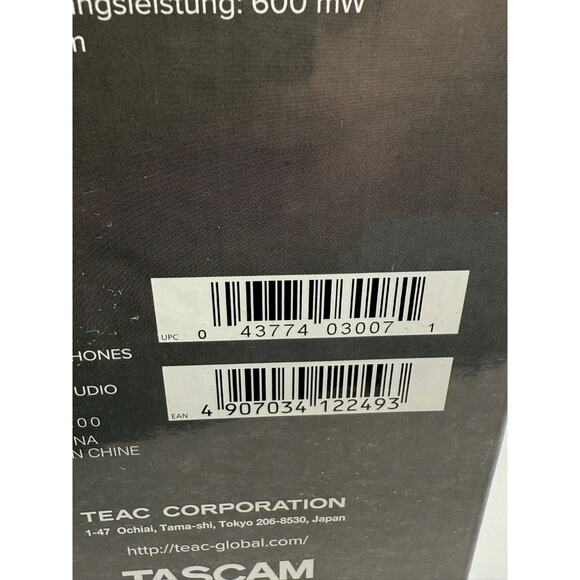 ngsleistung: 600 mW
m
UPC 0 43774 03007 1
HONES
UDIO
EAN 4 907034 122493
00
NA
N CHINE
TEAC CORPORATION
1-47 Ochiai, Tama-shi, Tokyo 206-8530, Japan
http://teac-global.com/
TASCAM